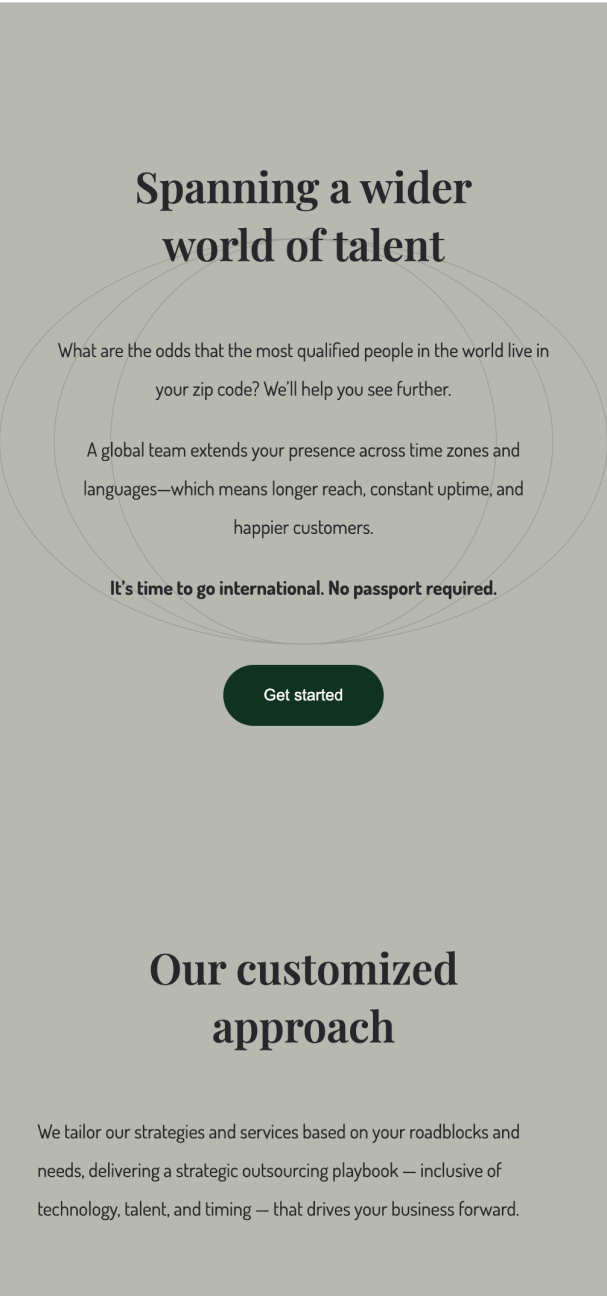 Spanning a wider
world of talent
What are the odds that the most qualified people in the world live in
your zip code? We’ll help you see further.
A global team extends your presence across time zones and
languages—which means longer reach, constant uptime, and
happier customers.
It’s time to go international. No passport required.
Get started
Our customized
approach
We tailor our strategies and services based on your roadblocks and
needs, delivering a strategic outsourcing playbook — inclusive of
technology, talent, and timing — that drives your business forward.